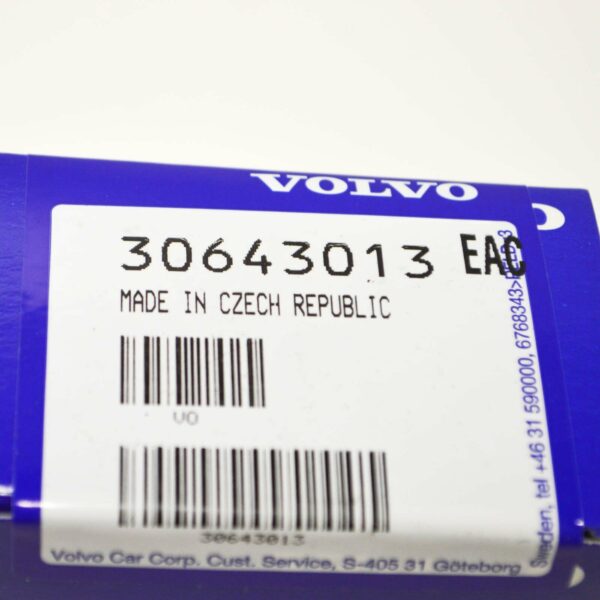 VOLVO
30643013 EAC
MADE IN CZECH REPUBLIC
VO
30643013
Volvo Car Corp. Cust. Service, S-405 31 Göteborg
Sweden, tel +46 31 590000, 6768343>